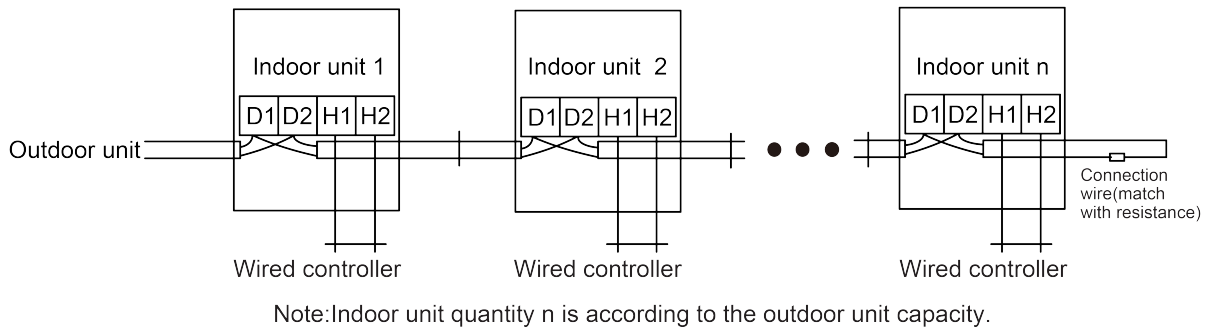 Indoor unit 1
Indoor unit 2
Indoor unit n
D1 D2 H1 H2
D1 D2 H1 H2
D1 D2 H1 H2
Outdoor unit
Connection
wire(match
with resistance)
Wired controller
Wired controller
Wired controller
Note:Indoor unit quantity n is according to the outdoor unit capacity.